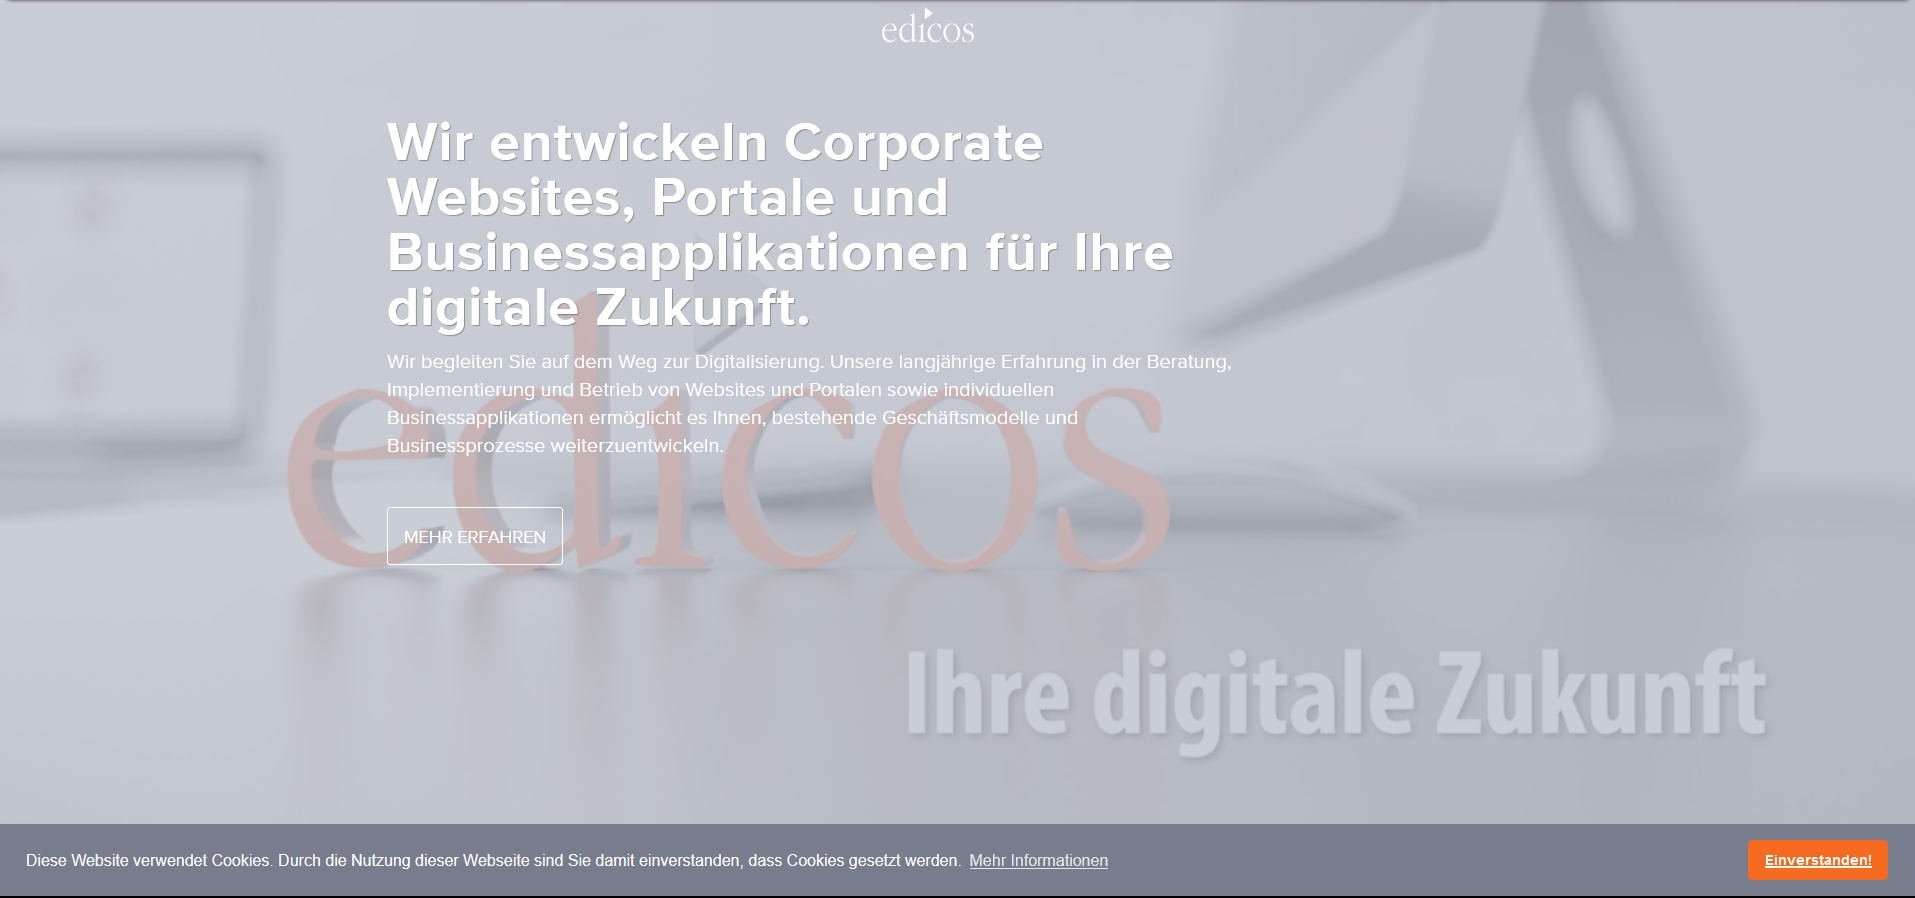 edicos
Wir entwickeln Corporate
Websites, Portale und
Businessapplikationen für Ihre
digitale Zukunft.
Wir begleiten Sie auf dem Weg zur Digitalisierung. Unsere langjährige Erfahrung in der Beratung,
Implementierung und Betrieb von Websites und Portalen sowie individuellen
Businessapplikationen ermöglicht es Ihnen, bestehende Geschäftsmodelle und
Businessprozesse weiterzuentwickeln.
edicos
MEHR ERFAHREN
Ihre digitale Zukunft
Diese Website verwendet Cookies. Durch die Nutzung dieser Webseite sind Sie damit einverstanden, dass Cookies gesetzt werden. Mehr Informationen
Einverstanden!